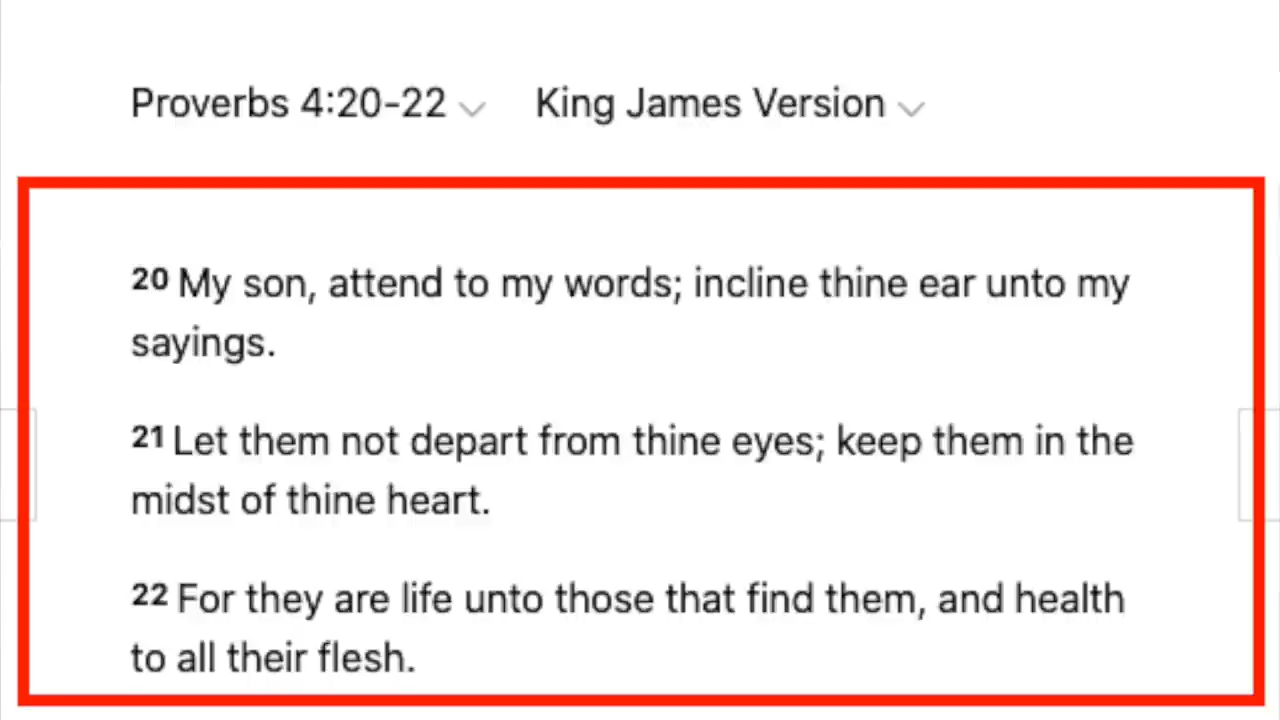 Proverbs 4:20-22 King James Version
20 My son, attend to my words; incline thine ear unto my
sayings.
21 Let them not depart from thine eyes; keep them in the
midst of thine heart.
22 For they are life unto those that find them, and health
to all their flesh.